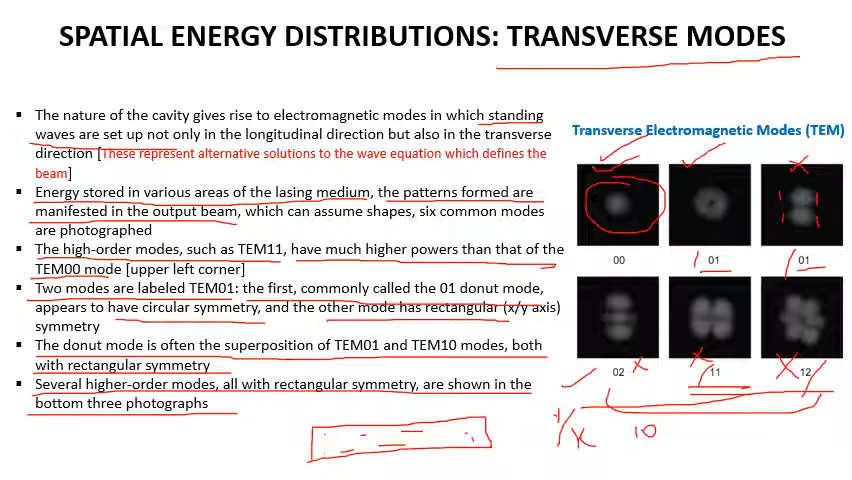 SPATIAL ENERGY DISTRIBUTIONS: TRANSVERSE MODES
▪ The nature of the cavity gives rise to electromagnetic modes in which standing
waves are set up not only in the longitudinal direction but also in the transverse
direction [These represent alternative solutions to the wave equation which defines the
beam]
▪ Energy stored in various areas of the lasing medium, the patterns formed are
manifested in the output beam, which can assume shapes, six common modes
are photographed
▪ The high-order modes, such as TEM11, have much higher powers than that of the
TEM00 mode [upper left corner]
▪ Two modes are labeled TEM01: the first, commonly called the 01 donut mode,
appears to have circular symmetry, and the other mode has rectangular (x/y axis)
symmetry
▪ The donut mode is often the superposition of TEM01 and TEM10 modes, both
with rectangular symmetry
▪ Several higher-order modes, all with rectangular symmetry, are shown in the
bottom three photographs
Transverse Electromagnetic Modes (TEM)
00 01 01
02 11 12
10